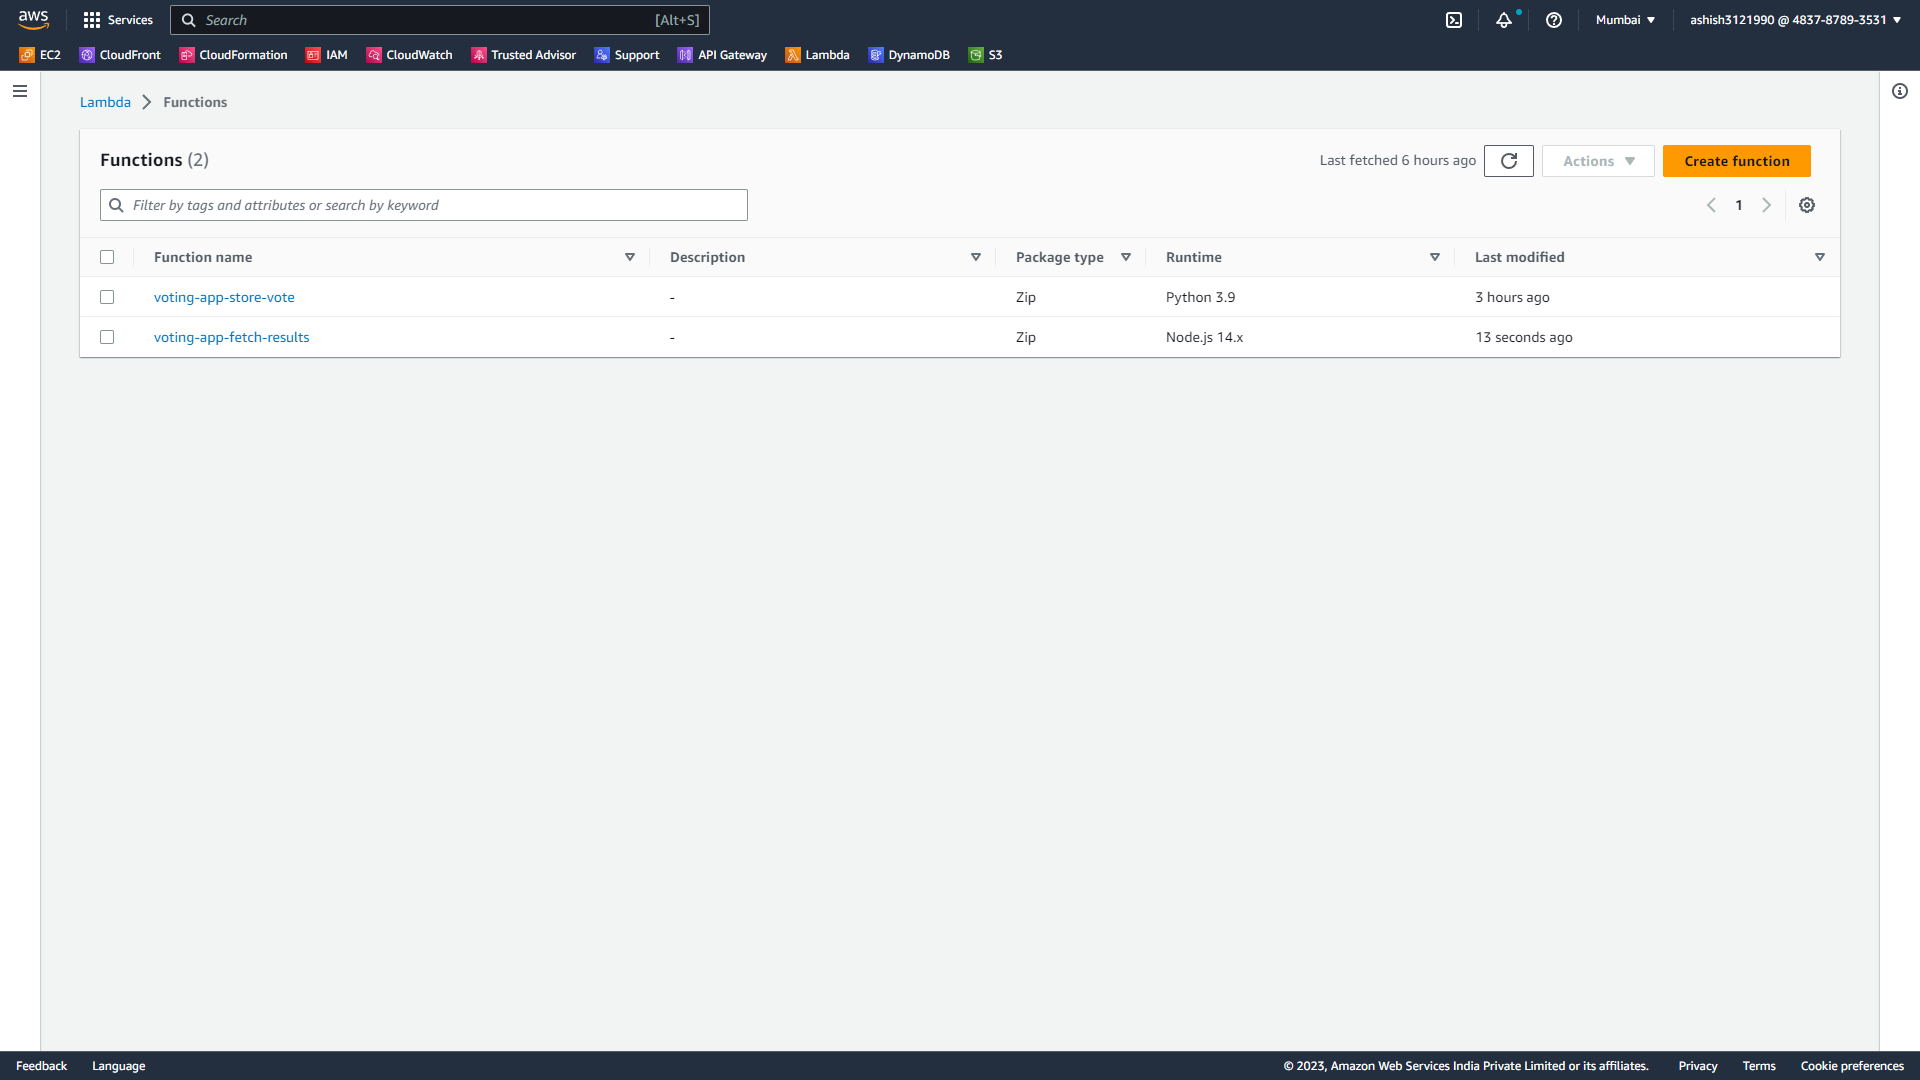 aws Services Search [Alt+S] Mumbai ashish3121990 @ 4837-8789-3531
EC2 CloudFront CloudFormation IAM CloudWatch Trusted Advisor Support API Gateway Lambda DynamoDB S3
Lambda Functions
Functions (2) Last fetched 6 hours ago Actions Create function
Filter by tags and attributes or search by keyword 1
Function name Description Package type Runtime Last modified
voting-app-store-vote - Zip Python 3.9 3 hours ago
voting-app-fetch-results - Zip Node.js 14.x 13 seconds ago
Feedback Language © 2023, Amazon Web Services India Private Limited or its affiliates. Privacy Terms Cookie preferences